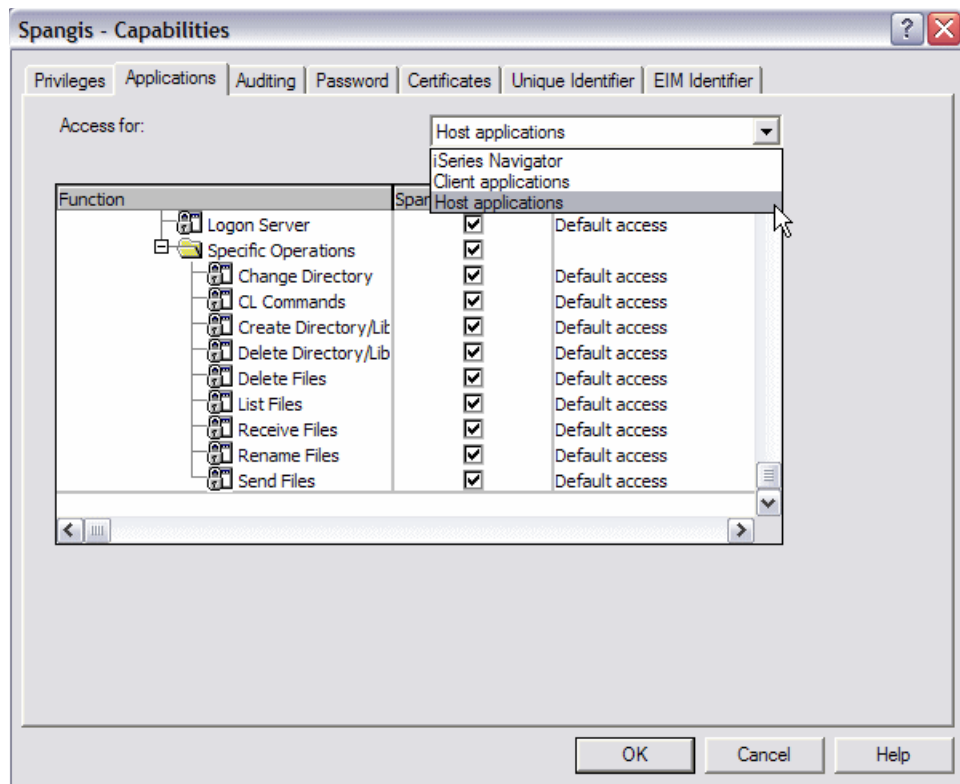 Spangis - Capabilities
Privileges Applications Auditing Password Certificates Unique Identifier EIM Identifier
Access for: Host applications
iSeries Navigator
Client applications
Function Span Host applications
Logon Server Default access
Specific Operations
Change Directory Default access
CL Commands Default access
Create Directory/Lib Default access
Delete Directory/Lib Default access
Delete Files Default access
List Files Default access
Receive Files Default access
Rename Files Default access
Send Files Default access
OK Cancel Help